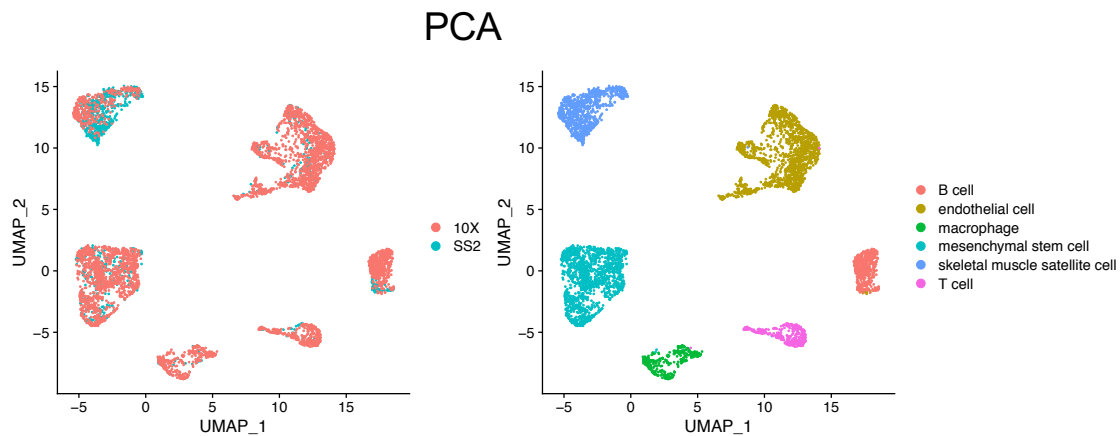 PCA
15
10
5
0
−5
UMAP_2
−5
0
5
10
15
UMAP_1
10X
SS2
15
10
5
0
−5
UMAP_2
−5
0
5
10
15
UMAP_1
B cell
endothelial cell
macrophage
mesenchymal stem cell
skeletal muscle satellite cell
T cell